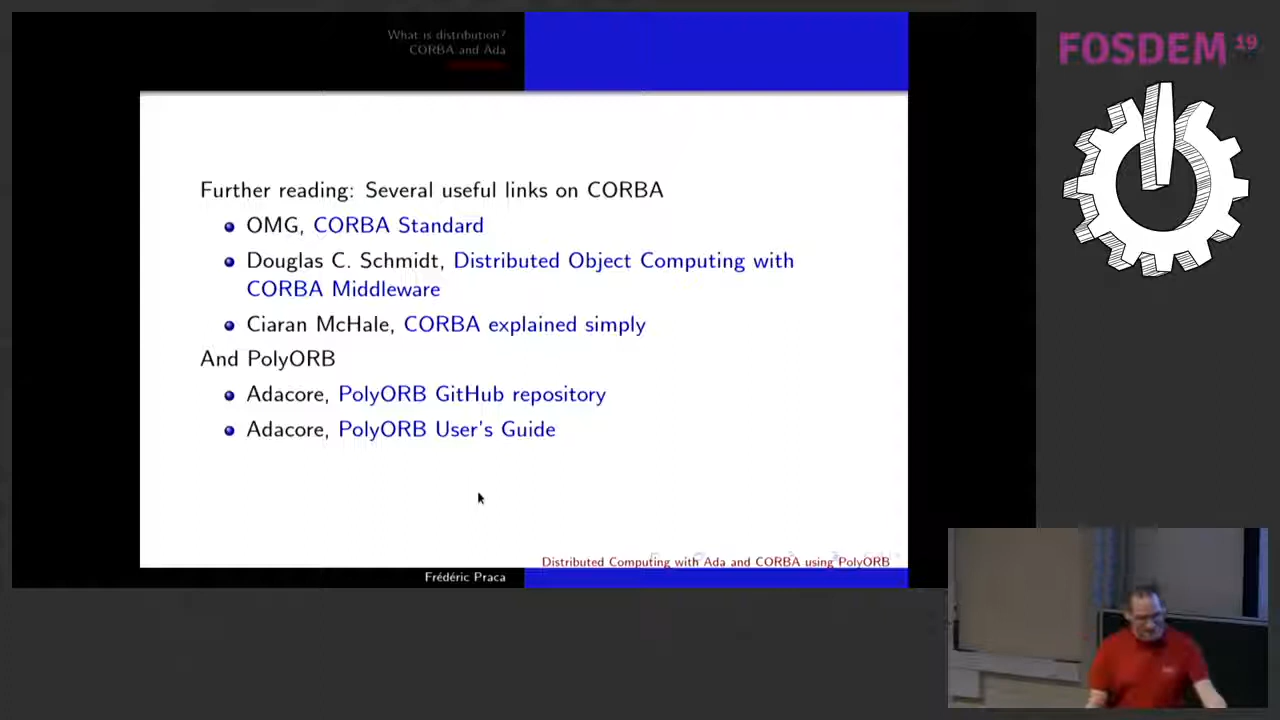 What is distribution?
CORBA and Ada
FOSDEM 19
Further reading: Several useful links on CORBA
OMG, CORBA Standard
Douglas C. Schmidt, Distributed Object Computing with
CORBA Middleware
Ciaran McHale, CORBA explained simply
And PolyORB
Adacore, PolyORB GitHub repository
Adacore, PolyORB User's Guide
Distributed Computing with Ada and CORBA using PolyORB
Frédéric Praca